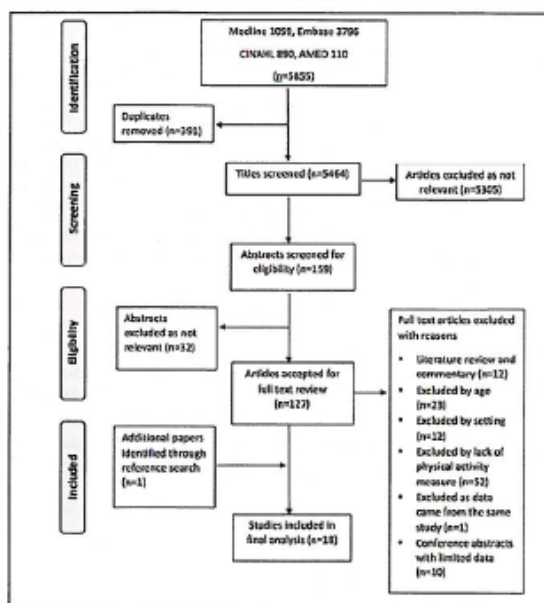 Identification
Medline 1059, Embase 3796
CINAHL 890, AMED 110
(n=5855)
Duplicates
removed (n=391)
Screening
Titles screened (n=5464)
Articles excluded as not
relevant (n=5305)
Abstracts screened for
eligibility (n=159)
Eligibility
Abstracts
excluded as not
relevant (n=32)
Articles accepted for
full text review
(n=127)
Full text articles excluded
with reasons
• Literature review and
commentary (n=12)
• Excluded by age
(n=23)
• Excluded by setting
(n=12)
• Excluded by lack of
physical activity
measure (n=52)
• Excluded as data
came from the same
study (n=1)
• Conference abstracts
with limited data
(n=10)
Included
Additional papers
identified through
reference search
(n=1)
Studies included in
final analysis (n=18)